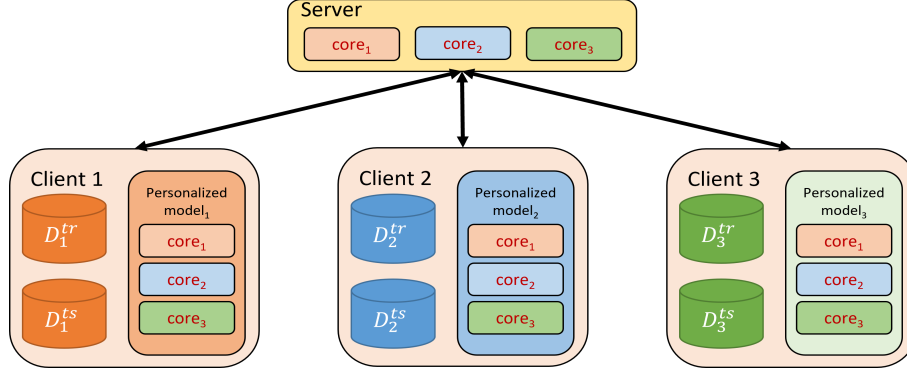 Server
core₁ core₂ core₃
Client 1
Personalized
model₁
D₁ᵗʳ
core₁
core₂
D₁ᵗˢ
core₃
Client 2
Personalized
model₂
D₂ᵗʳ
core₁
core₂
D₂ᵗˢ
core₃
Client 3
Personalized
model₃
D₃ᵗʳ
core₁
core₂
D₃ᵗˢ
core₃